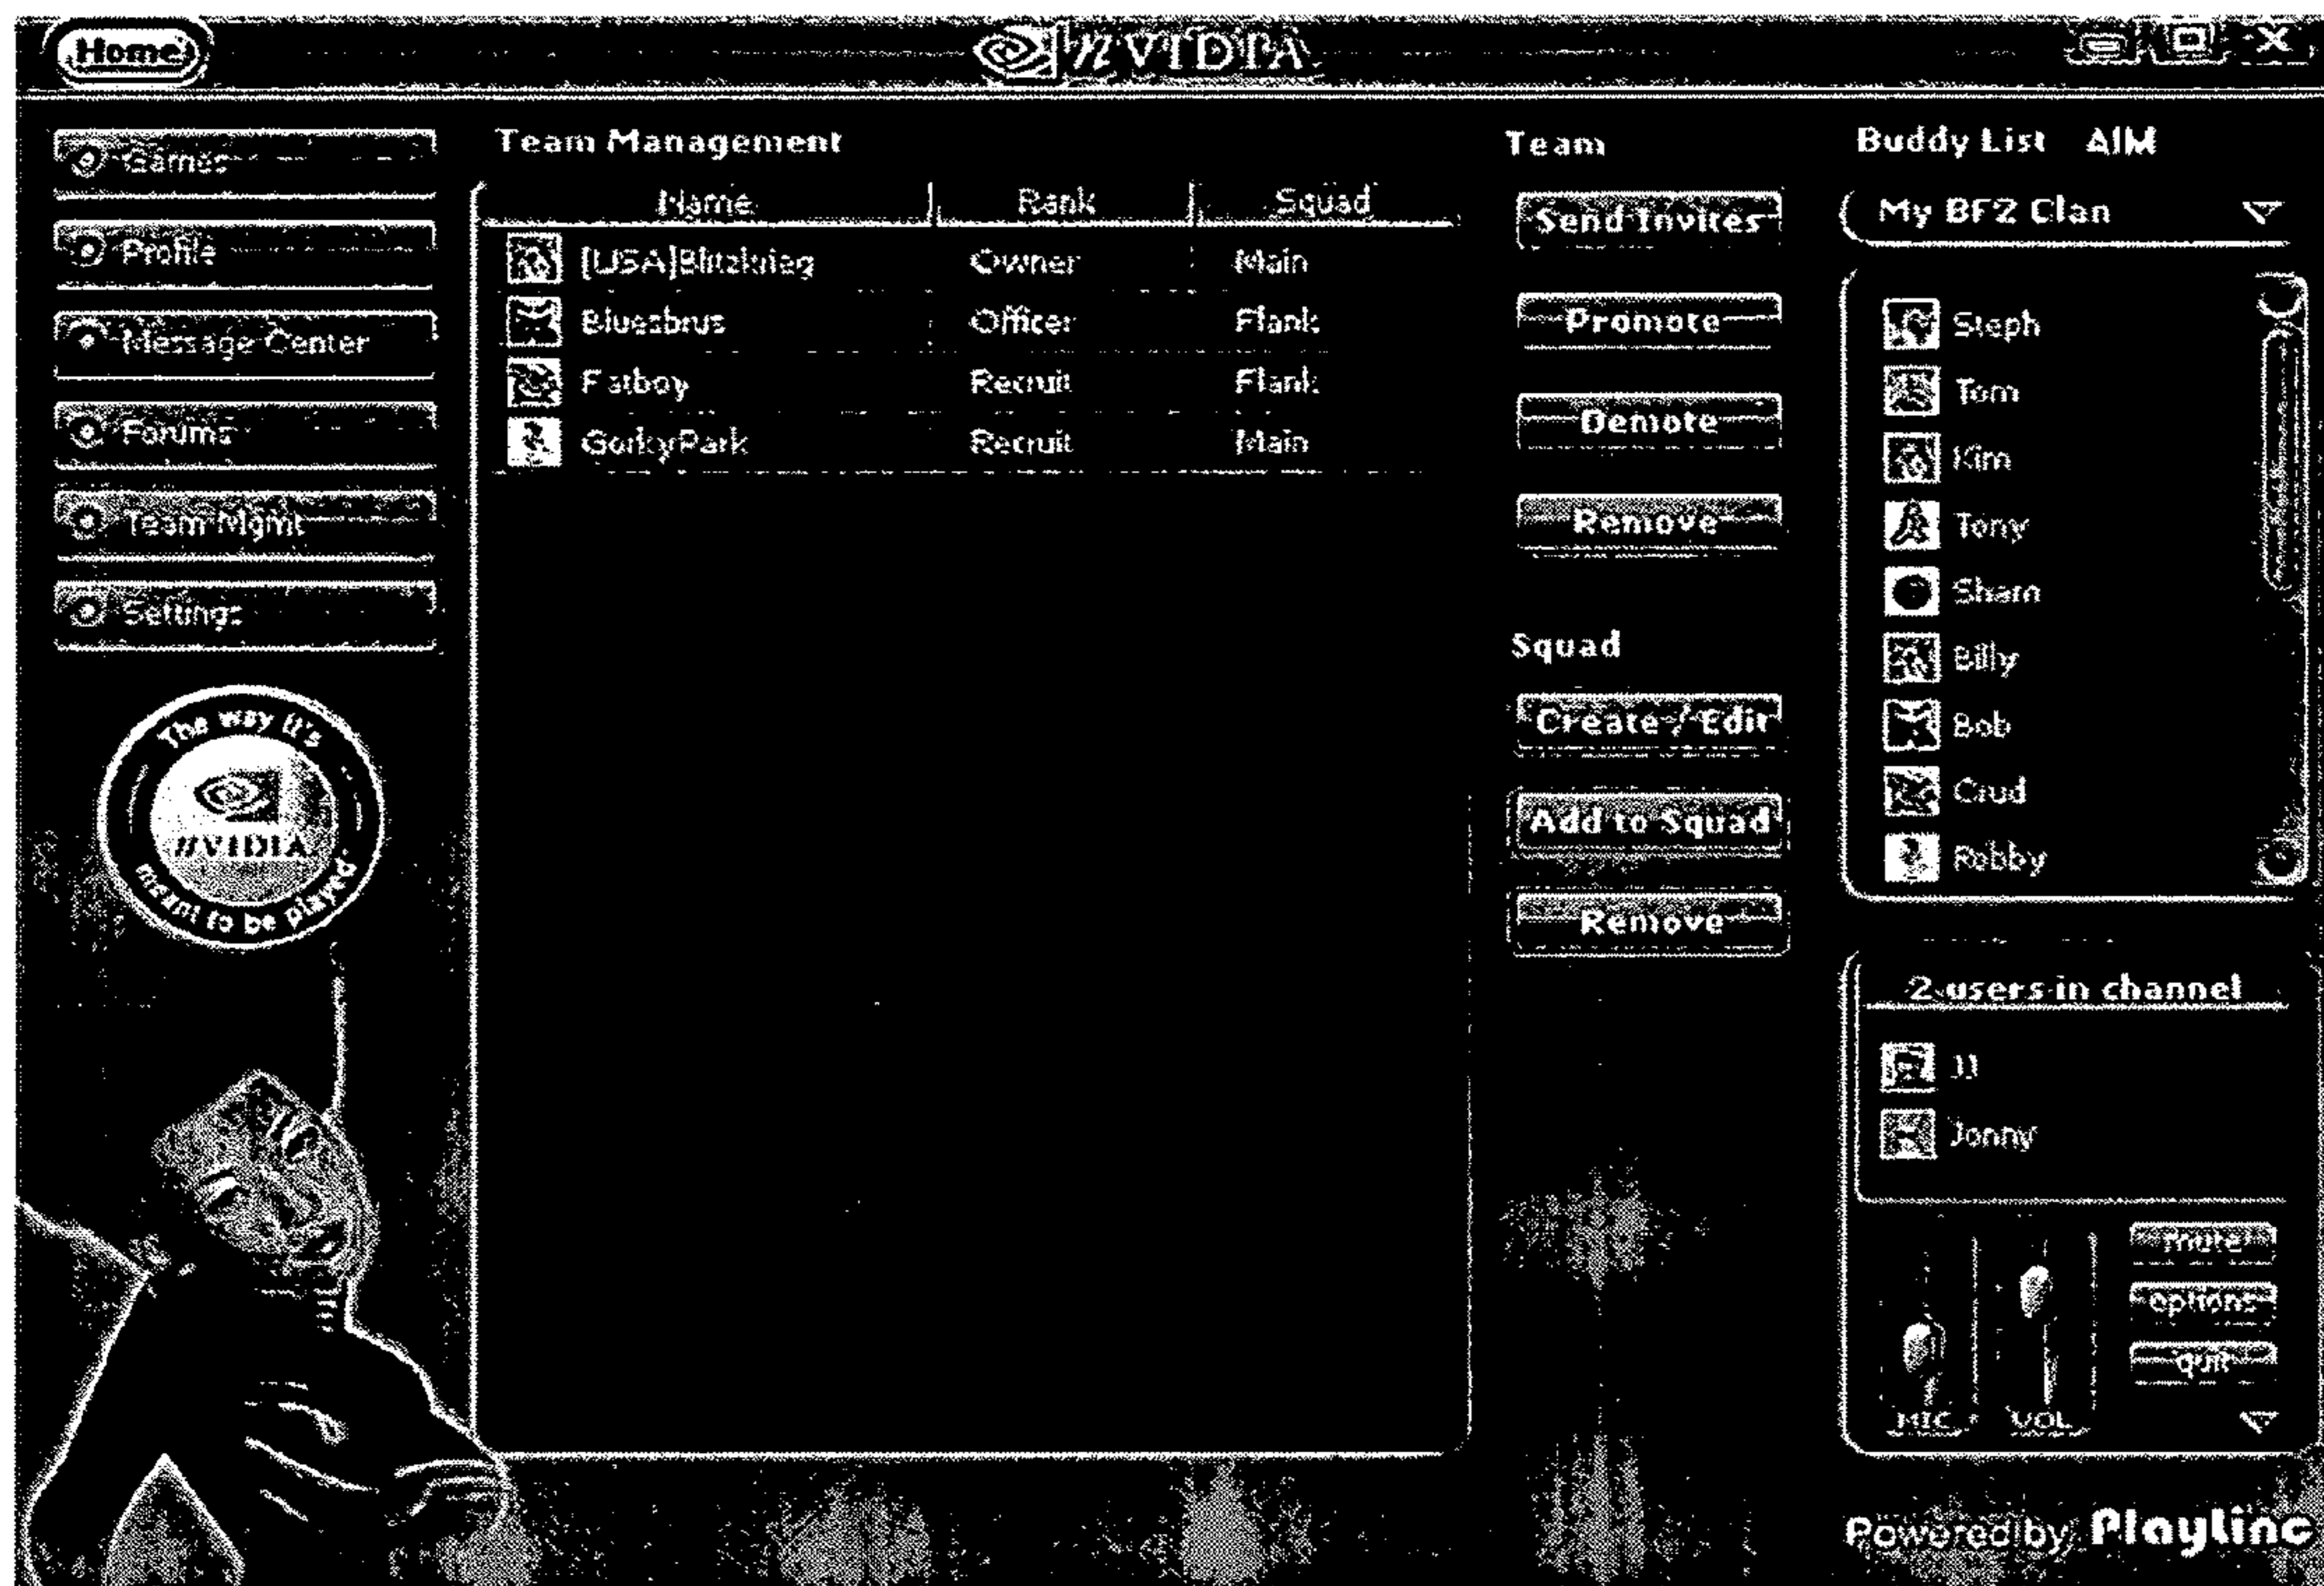 Home
nVIDIA
Games
Profile
Message Center
Forums
Team Mgmt
Settings
The way it's
nVIDIA
meant to be played
Team Management
Name Rank Squad
[USA]Blitzkrieg Owner Main
Bluesbrus Officer Flank
Fatboy Recruit Flank
GorkyPark Recruit Main
Team
Send Invites
Promote
Demote
Remove
Squad
Create / Edit
Add to Squad
Remove
Buddy List AIM
My BF2 Clan
Steph
Tom
Kim
Tony
Sharn
Billy
Bob
Crud
Robby
2 users in channel
JJ
Jonny
mute
options
quit
MIC VOL
Powered by PlayLinc